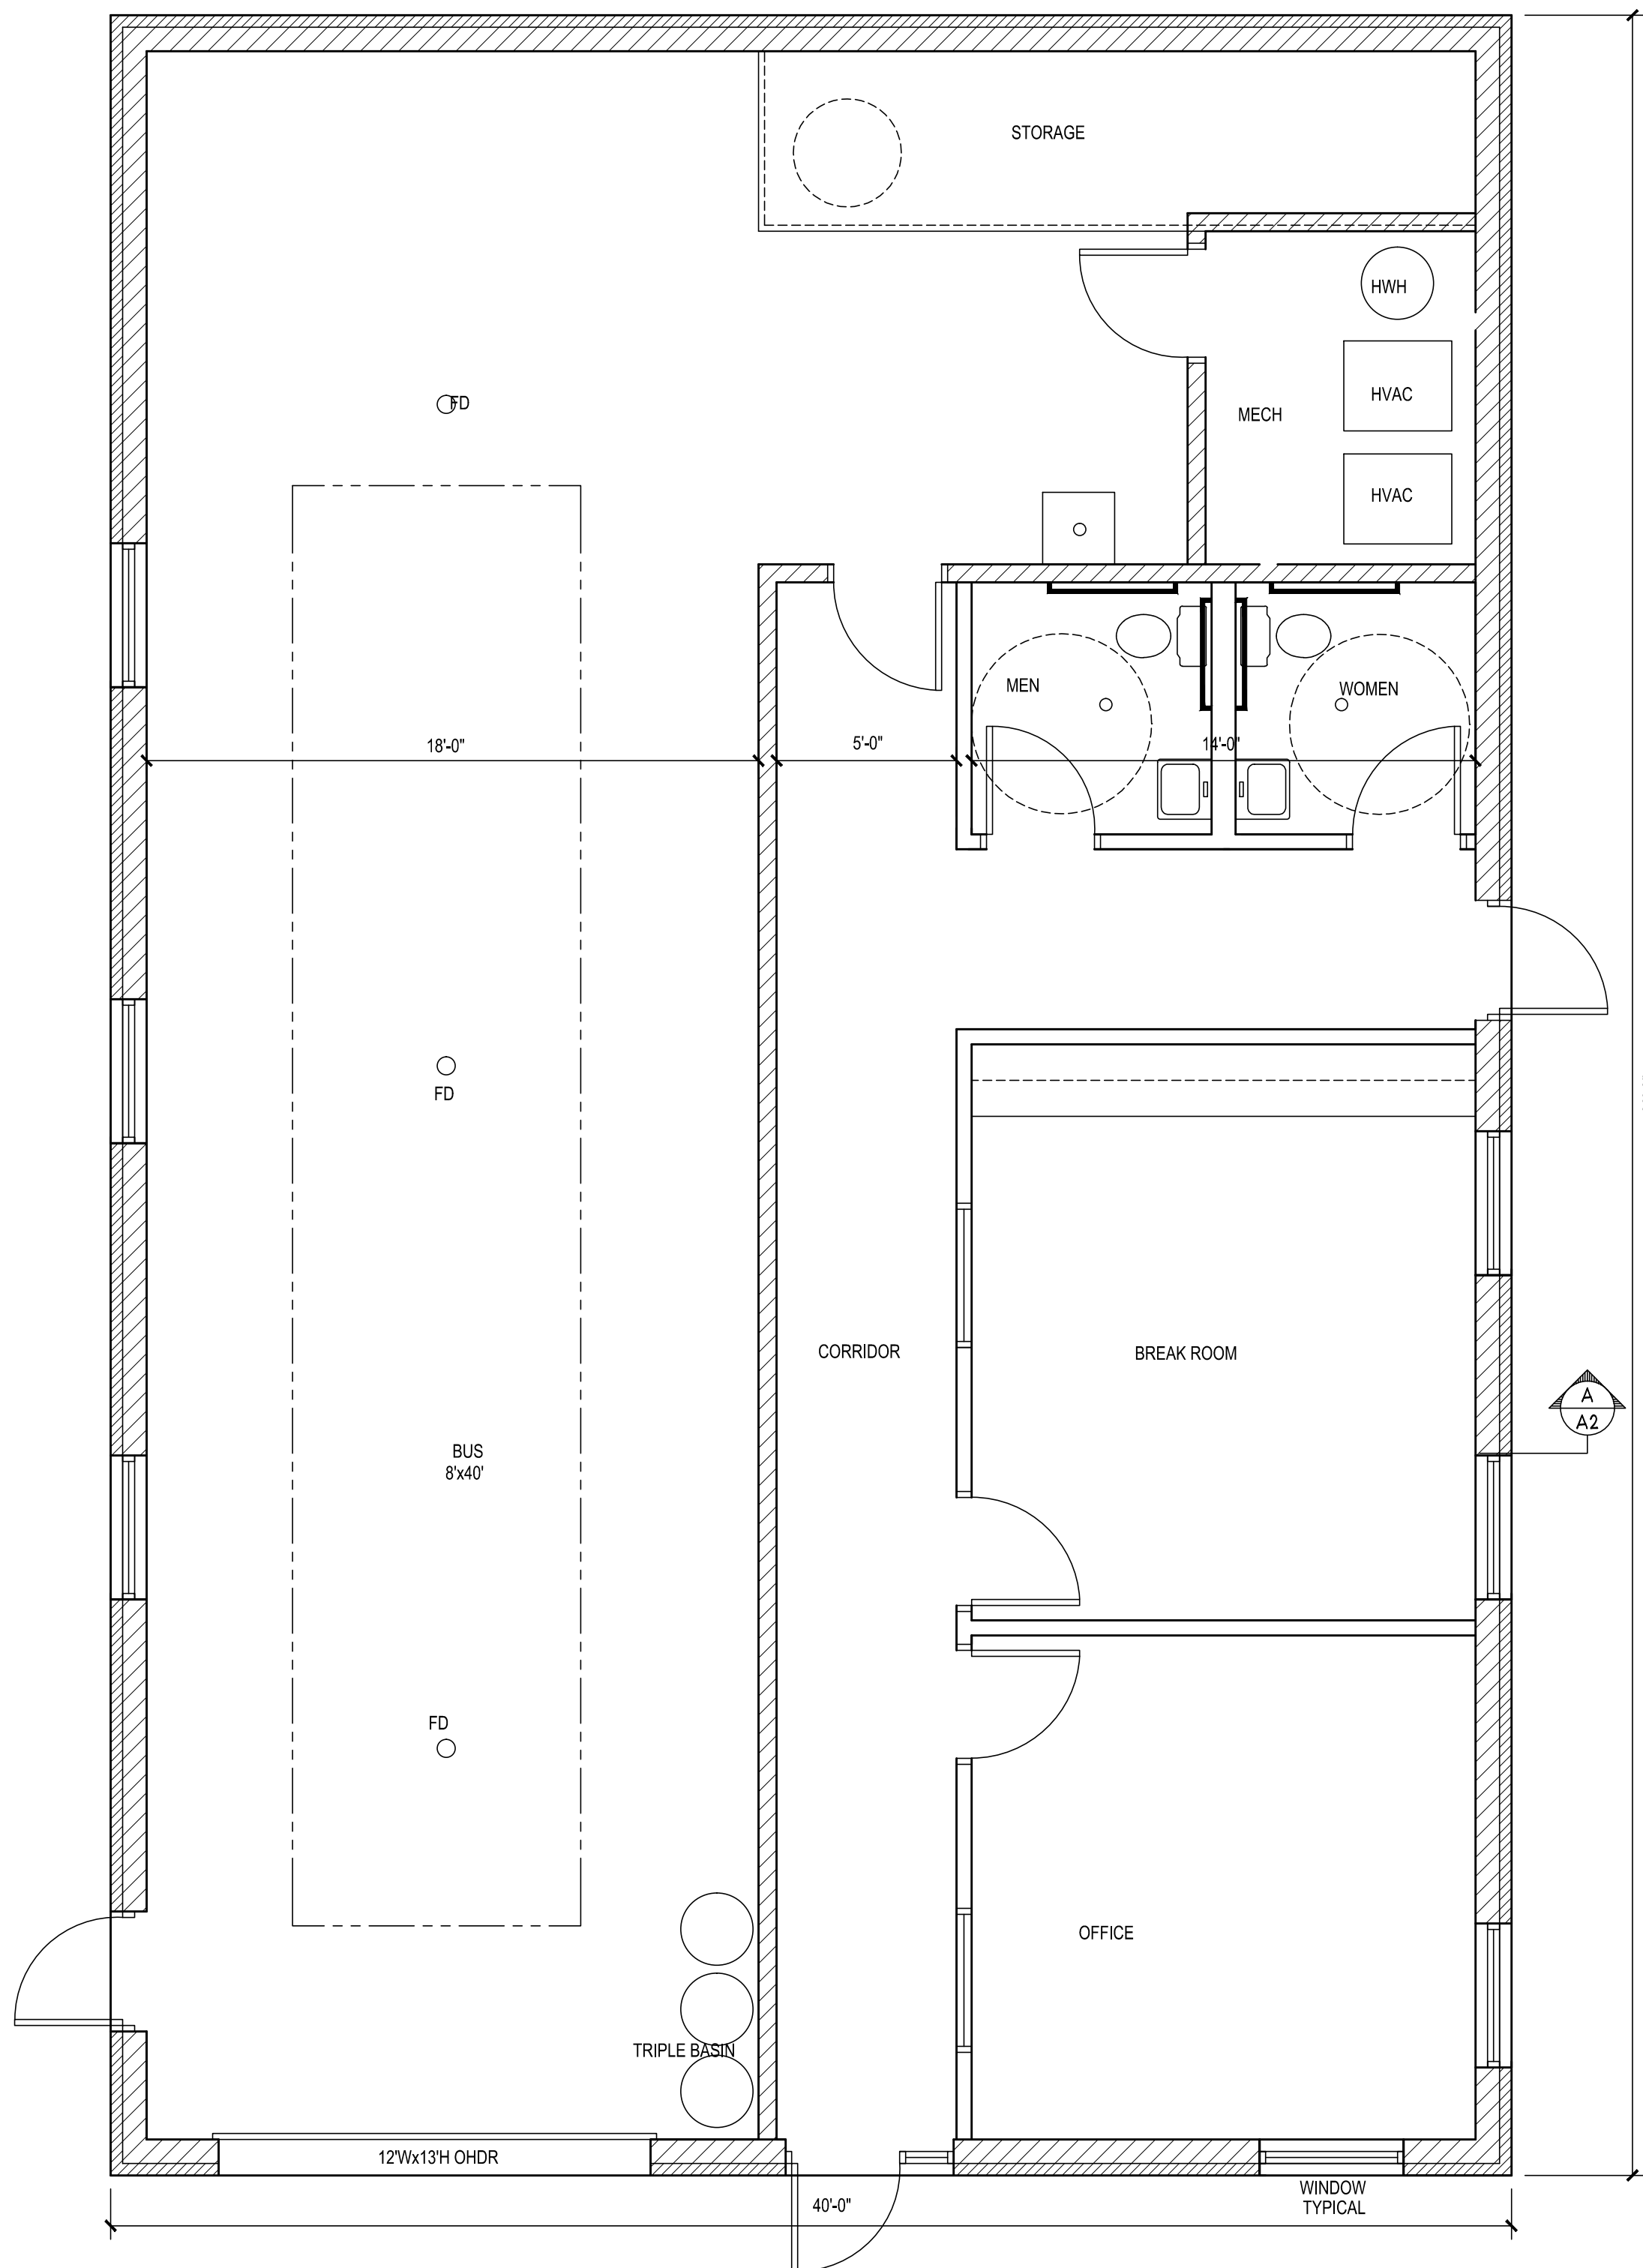 STORAGE
HWH
HVAC
FD
MECH
HVAC
MEN
WOMEN
18'-0"
5'-0"
14'-0"
FD
CORRIDOR
BREAK ROOM
A
A2
BUS
8'x40'
FD
OFFICE
TRIPLE BASIN
12'Wx13'H OHDR
WINDOW
TYPICAL
40'-0"